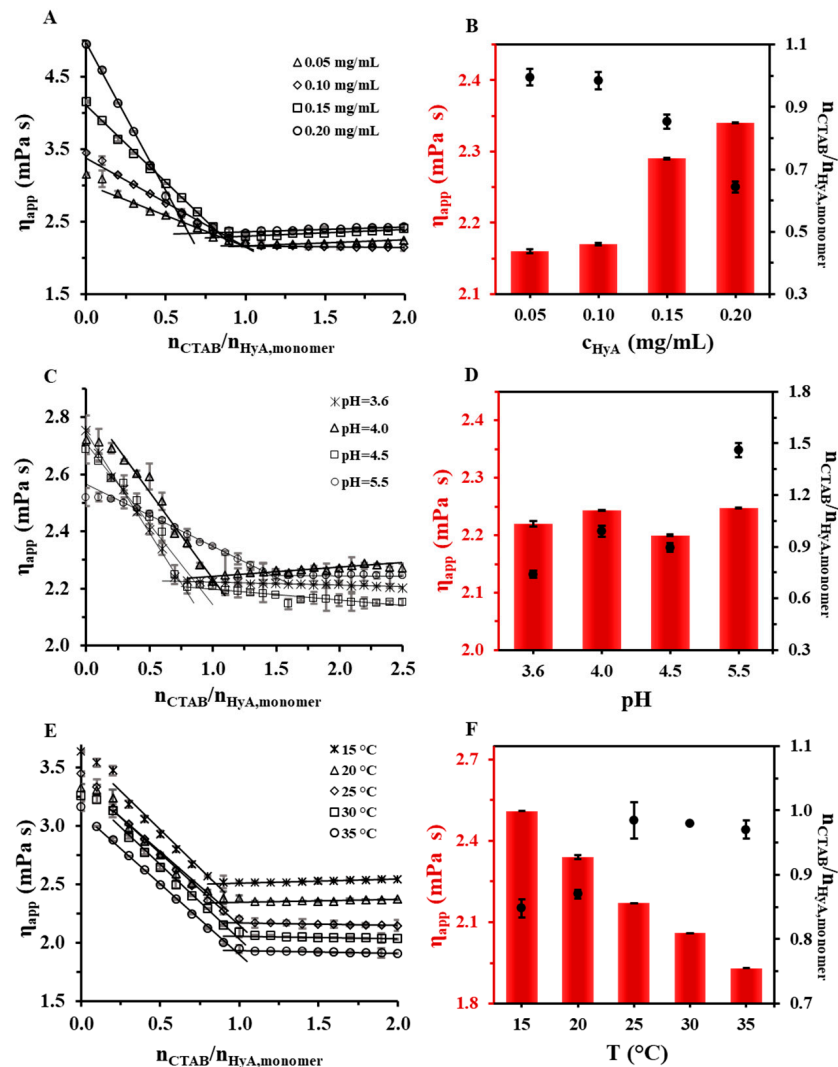 A
4.5
3.5
2.5
1.5
ηapp (mPa s)
0.05 mg/mL
0.10 mg/mL
0.15 mg/mL
0.20 mg/mL
0.0 0.5 1.0 1.5 2.0
nCTAB/nHyA,monomer
B
2.4
2.3
2.2
2.1
ηapp (mPa s)
1.1
0.9
0.7
0.5
0.3
nCTAB/nHyA,monomer
0.05 0.10 0.15 0.20
cHyA (mg/mL)
C
2.8
2.6
2.4
2.2
2.0
ηapp (mPa s)
pH=3.6
pH=4.0
pH=4.5
pH=5.5
0.0 0.5 1.0 1.5 2.0 2.5
nCTAB/nHyA,monomer
D
2.4
2.3
2.2
2.1
2.0
ηapp (mPa s)
1.8
1.5
1.1
0.9
0.6
0.3
nCTAB/nHyA,monomer
3.6 4.0 4.5 5.5
pH
E
3.5
3.0
2.5
2.0
1.5
ηapp (mPa s)
15 °C
20 °C
25 °C
30 °C
35 °C
0.0 0.5 1.0 1.5 2.0
nCTAB/nHyA,monomer
F
2.7
2.4
2.1
1.8
ηapp (mPa s)
1.1
1.0
0.9
0.8
0.7
nCTAB/nHyA,monomer
15 20 25 30 35
T (°C)